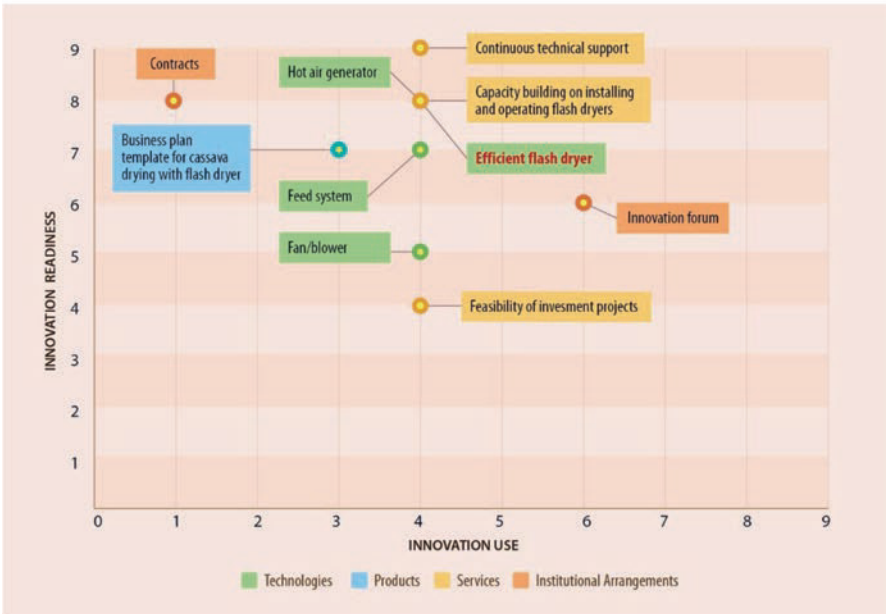 9
8
7
6
5
4
3
2
1
INNOVATION READINESS
Contracts
Hot air generator
Continuous technical support
Capacity building on installing
and operating flash dryers
Business plan
template for cassava
drying with flash dryer
Efficient flash dryer
Feed system
Innovation forum
Fan/blower
Feasibility of invesment projects
0 1 2 3 4 5 6 7 8 9
INNOVATION USE
Technologies Products Services Institutional Arrangements